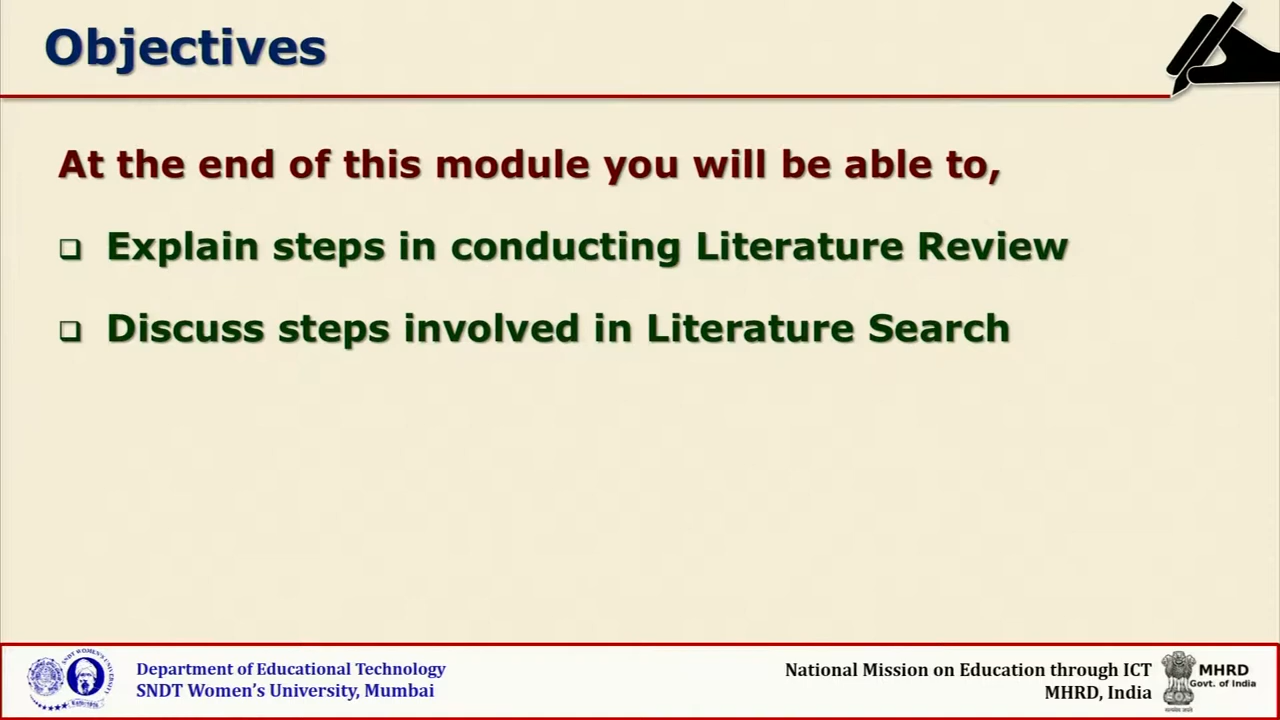 Objectives
At the end of this module you will be able to,
Explain steps in conducting Literature Review
Discuss steps involved in Literature Search
Department of Educational Technology
SNDT Women's University, Mumbai
National Mission on Education through ICT
MHRD, India
MHRD
Govt. of India